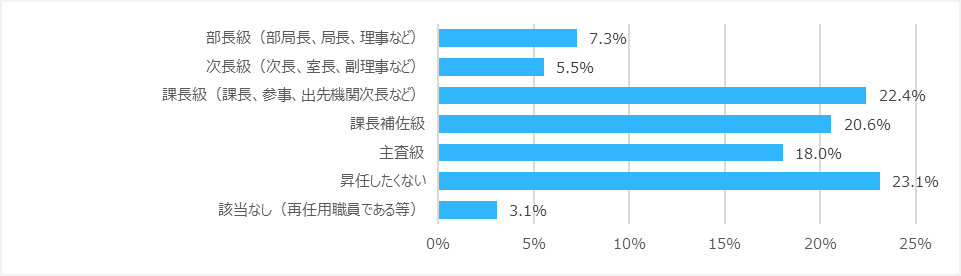 部長級（部局長、局長、理事など） 7.3%
次長級（次長、室長、副理事など） 5.5%
課長級（課長、参事、出先機関次長など） 22.4%
課長補佐級 20.6%
主査級 18.0%
昇任したくない 23.1%
該当なし（再任用職員である等） 3.1%
0% 5% 10% 15% 20% 25%